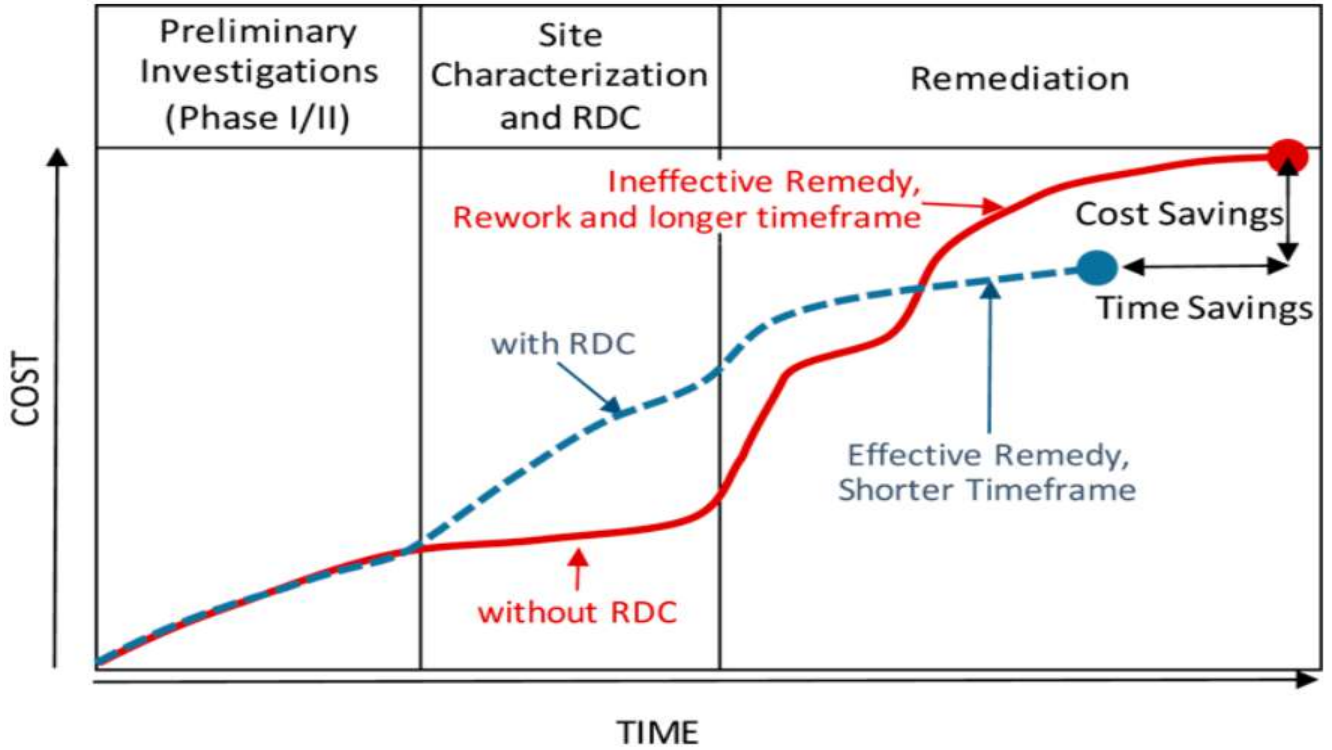 Preliminary
Investigations
(Phase I/II)
Site
Characterization
and RDC
Remediation
Ineffective Remedy,
Rework and longer timeframe
Cost Savings
Time Savings
with RDC
COST
Effective Remedy,
Shorter Timeframe
without RDC
TIME